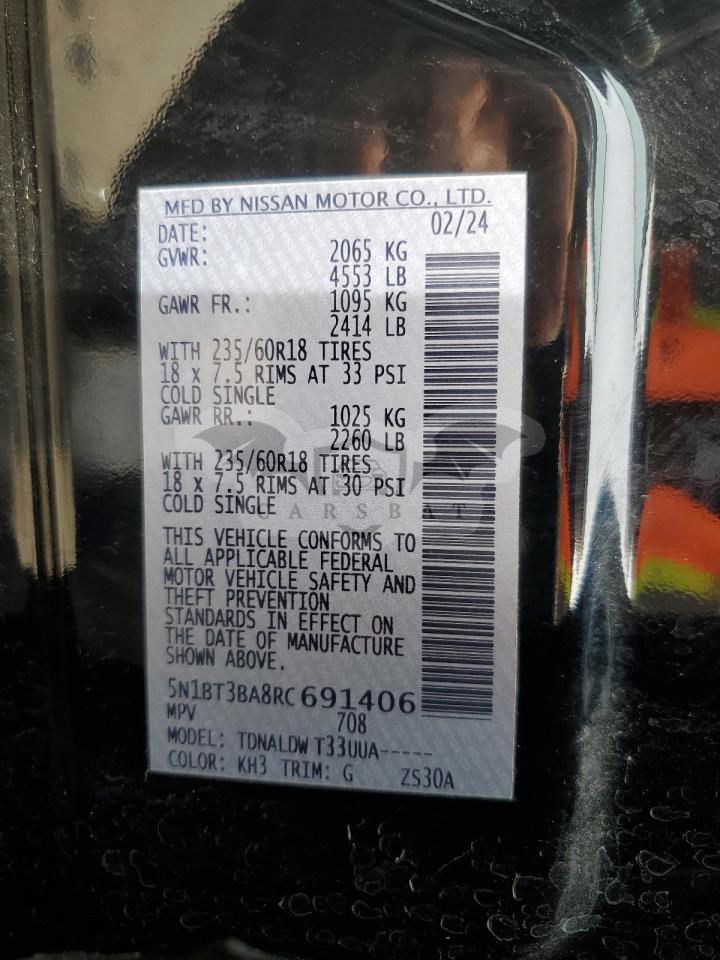 MFD BY NISSAN MOTOR CO., LTD.
DATE: 02/24
GVWR: 2065 KG
4553 LB
GAWR FR.: 1095 KG
2414 LB
WITH 235/60R18 TIRES
18 x 7.5 RIMS AT 33 PSI
COLD SINGLE
GAWR RR.: 1025 KG
2260 LB
WITH 235/60R18 TIRES
18 x 7.5 RIMS AT 30 PSI
COLD SINGLE
CARSBAT
THIS VEHICLE CONFORMS TO
ALL APPLICABLE FEDERAL
MOTOR VEHICLE SAFETY AND
THEFT PREVENTION
STANDARDS IN EFFECT ON
THE DATE OF MANUFACTURE
SHOWN ABOVE.
5N1BT3BA8RC691406
MPV 708
MODEL: TDNALDW T33UUA-----
COLOR: KH3 TRIM: G ZS30A